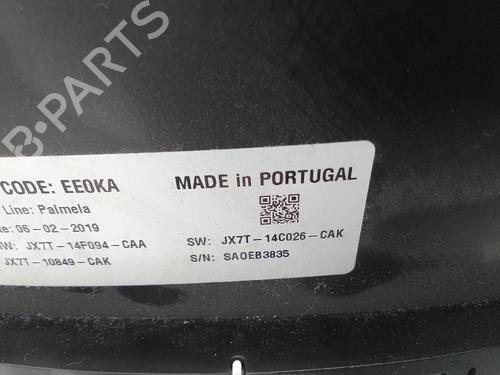 B-PARTS
CODE: EE0KA
Line: Palmela
e: 06-02-2019
HW: JX7T-14F094-CAA
JX7T-10849-CAK
MADE in PORTUGAL
SW: JX7T-14C026-CAK
S/N: SA0EB3835